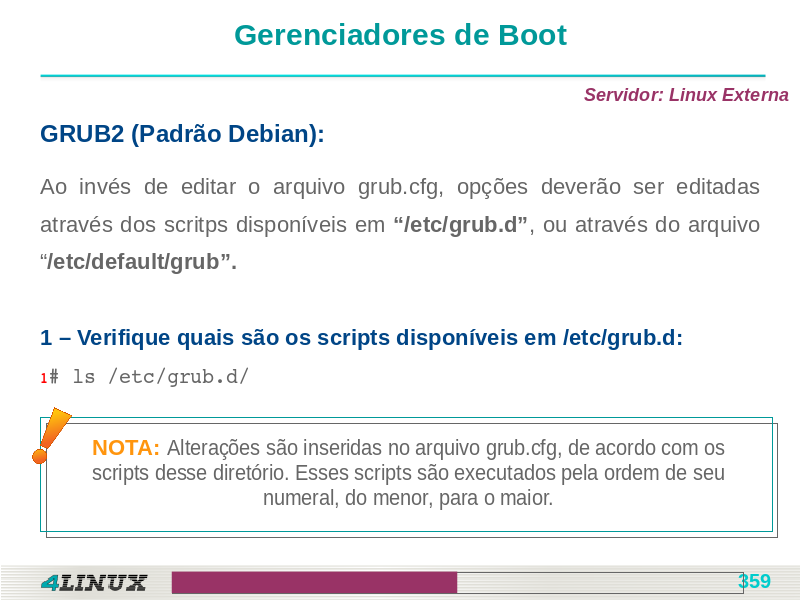 Gerenciadores de Boot
Servidor: Linux Externa
GRUB2 (Padrão Debian):
Ao invés de editar o arquivo grub.cfg, opções deverão ser editadas
através dos scritps disponíveis em “/etc/grub.d”, ou através do arquivo
“/etc/default/grub”.
1 – Verifique quais são os scripts disponíveis em /etc/grub.d:
1# ls /etc/grub.d/
NOTA: Alterações são inseridas no arquivo grub.cfg, de acordo com os
scripts desse diretório. Esses scripts são executados pela ordem de seu
numeral, do menor, para o maior.
4LINUX
359